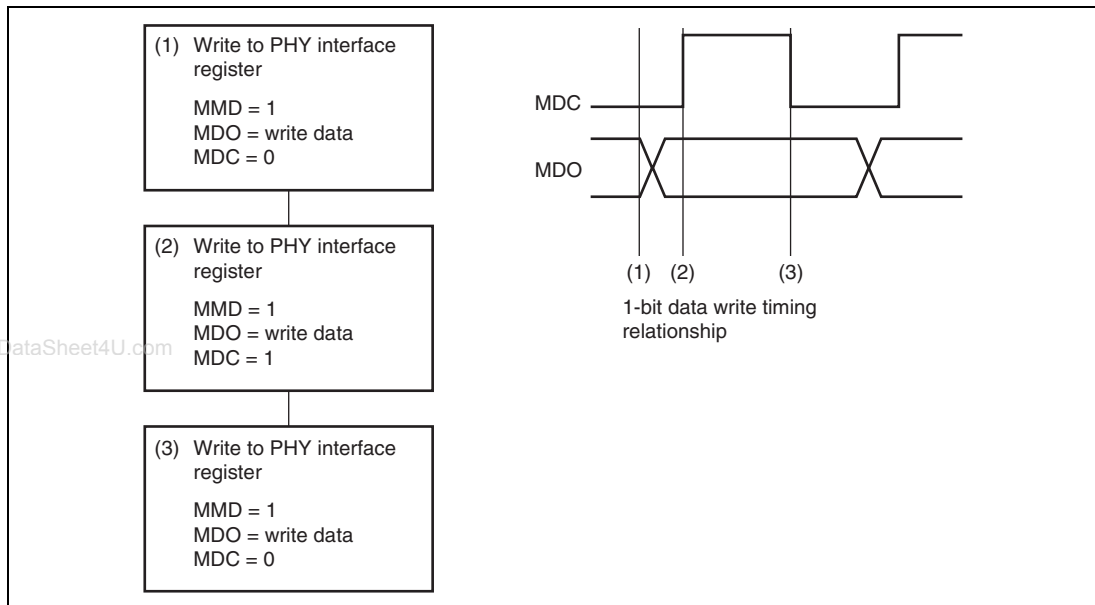 (1) Write to PHY interface
register
MMD = 1
MDO = write data
MDC = 0
(2) Write to PHY interface
register
MMD = 1
MDO = write data
MDC = 1
(3) Write to PHY interface
register
MMD = 1
MDO = write data
MDC = 0
MDC
MDO
(1) (2) (3)
1-bit data write timing
relationship
DataSheet4U.com